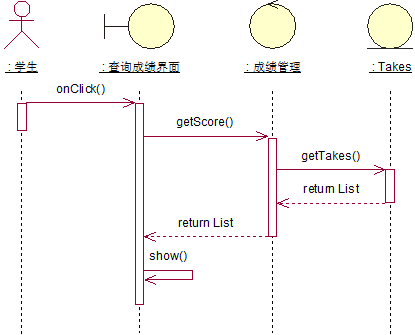 : 学生
: 查询成绩界面
: 成绩管理
: Takes
onClick()
getScore()
getTakes()
return List
return List
show()